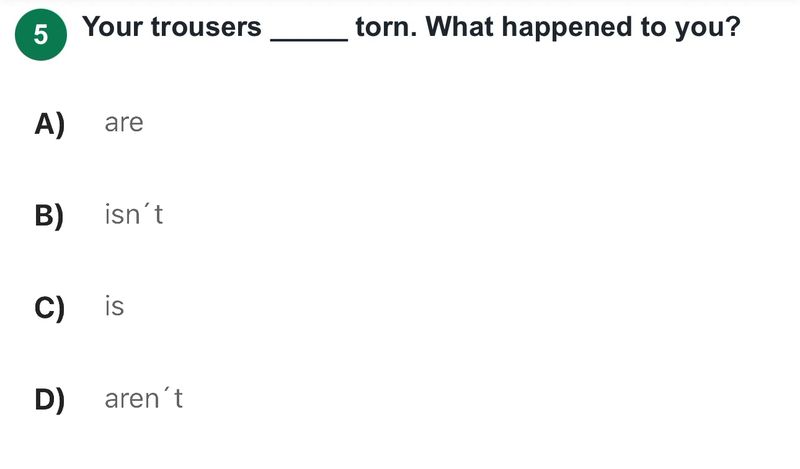 5 Your trousers _____ torn. What happened to you?
A) are
B) isn´t
C) is
D) aren´t